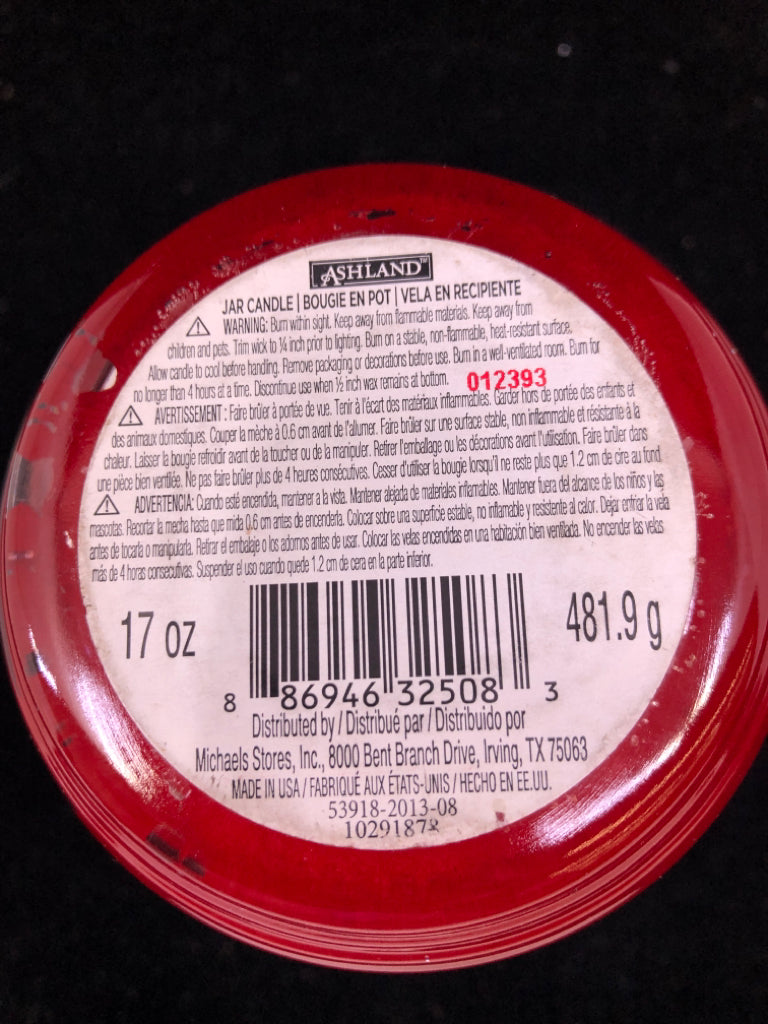 ASHLAND™
JAR CANDLE | BOUGIE EN POT | VELA EN RECIPIENTE
WARNING: Burn within sight. Keep away from flammable materials. Keep away from
children and pets. Trim wick to ¼ inch prior to lighting. Burn on a stable, non-flammable, heat-resistant surface.
Allow candle to cool before handling. Remove packaging or decorations before use. Burn in a well-ventilated room. Burn for
no longer than 4 hours at a time. Discontinue use when ½ inch wax remains at bottom. 012393
AVERTISSEMENT : Faire brûler à portée de vue. Tenir à l'écart des matériaux inflammables. Garder hors de portée des enfants et
des animaux domestiques. Couper la mèche à 0.6 cm avant de l'allumer. Faire brûler sur une surface stable, non inflammable et résistante à la
chaleur. Laisser la bougie refroidir avant de la toucher ou de la manipuler. Retirer l'emballage ou les décorations avant l'utilisation. Faire brûler dans
une pièce bien ventilée. Ne pas faire brûler plus de 4 heures consécutives. Cesser d'utiliser la bougie lorsqu'il ne reste plus que 1.2 cm de cire au fond.
ADVERTENCIA: Cuando esté encendida, mantener a la vista. Mantener alejada de materiales inflamables. Mantener fuera del alcance de los niños y las
mascotas. Recortar la mecha hasta que mida 0.6 cm antes de encenderla. Colocar sobre una superficie estable, no inflamable y resistente al calor. Dejar enfriar la vela
antes de tocarla o manipularla. Retirar el embalaje o los adornos antes de usar. Colocar las velas encendidas en una habitación bien ventilada. No encender las velas
más de 4 horas consecutivas. Suspender el uso cuando quede 1.2 cm de cera en la parte inferior.
17 oz
481.9 g
8 86946 32508 3
Distributed by / Distribué par / Distribuido por
Michaels Stores, Inc., 8000 Bent Branch Drive, Irving, TX 75063
MADE IN USA / FABRIQUÉ AUX ÉTATS-UNIS / HECHO EN EE.UU.
53918-2013-08
1029187